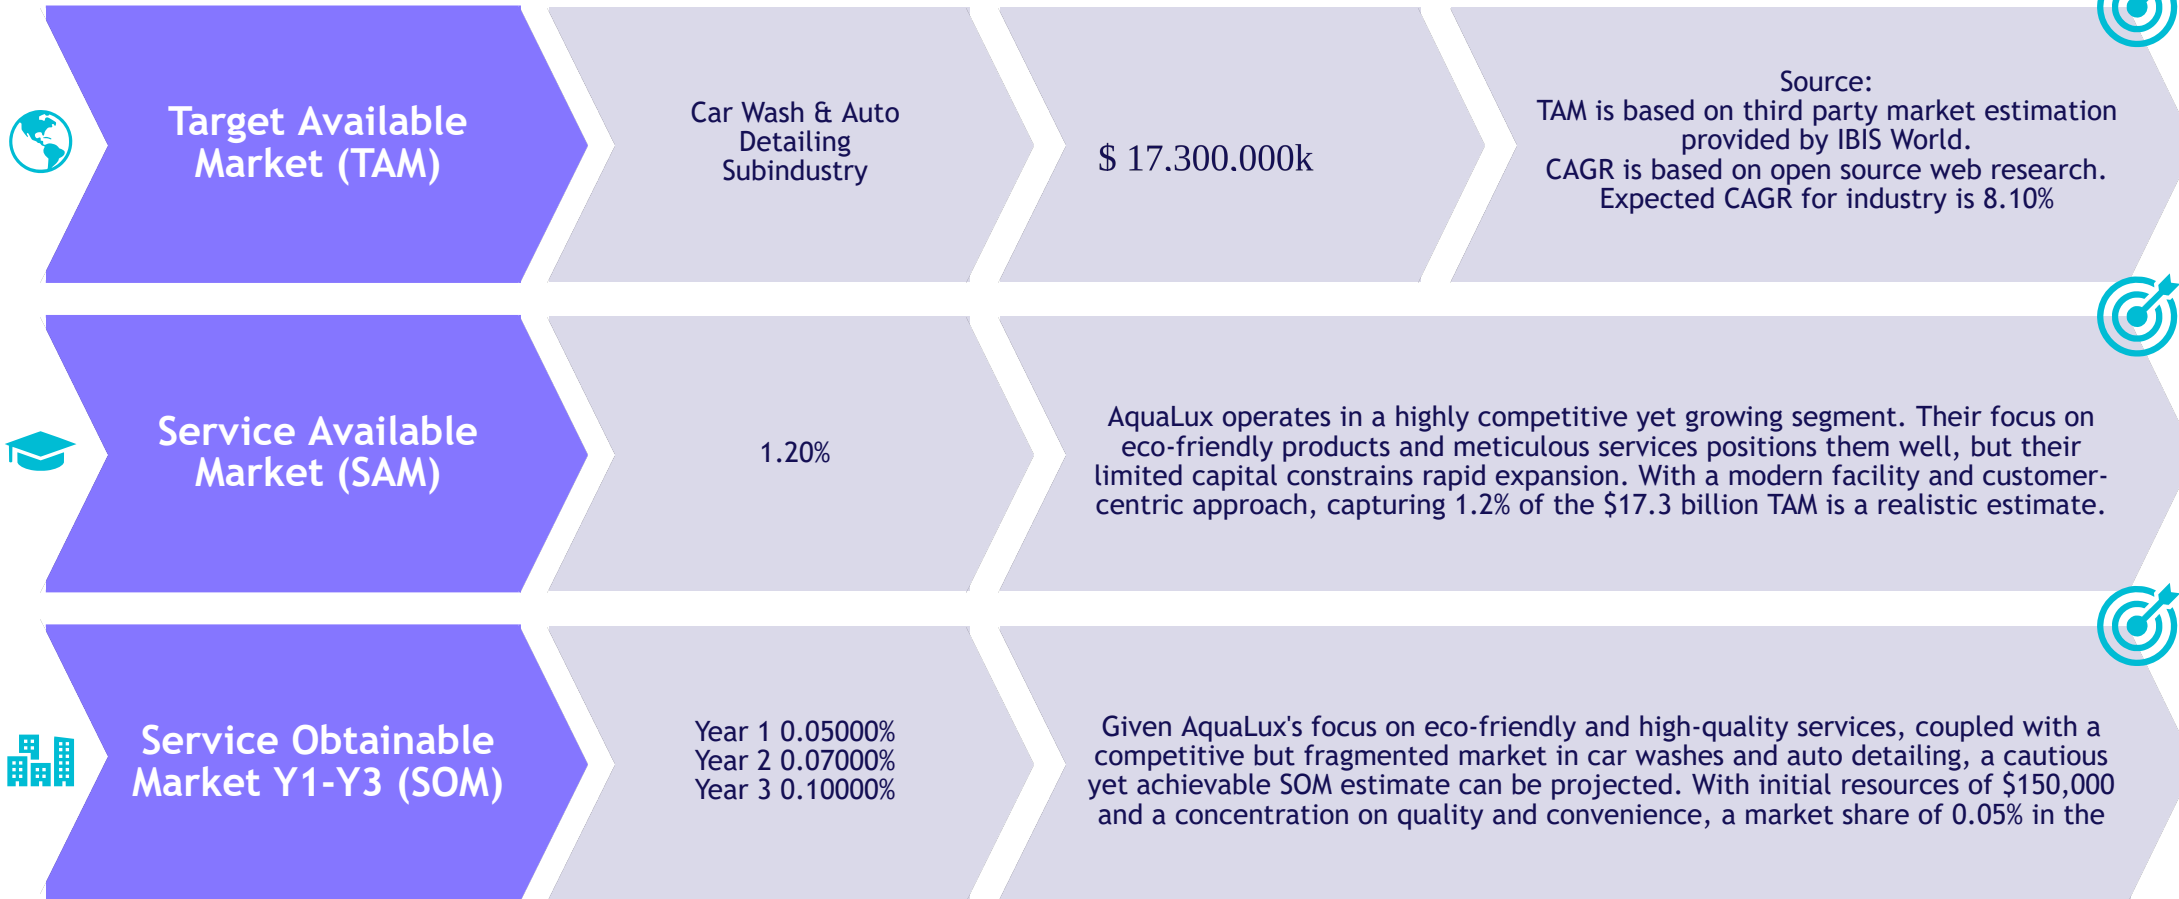 Target Available
Market (TAM)
Car Wash & Auto
Detailing
Subindustry
$ 17.300.000k
Source:
TAM is based on third party market estimation
provided by IBIS World.
CAGR is based on open source web research.
Expected CAGR for industry is 8.10%
Service Available
Market (SAM)
1.20%
AquaLux operates in a highly competitive yet growing segment. Their focus on
eco-friendly products and meticulous services positions them well, but their
limited capital constrains rapid expansion. With a modern facility and customer-
centric approach, capturing 1.2% of the $17.3 billion TAM is a realistic estimate.
Service Obtainable
Market Y1-Y3 (SOM)
Year 1 0.05000%
Year 2 0.07000%
Year 3 0.10000%
Given AquaLux's focus on eco-friendly and high-quality services, coupled with a
competitive but fragmented market in car washes and auto detailing, a cautious
yet achievable SOM estimate can be projected. With initial resources of $150,000
and a concentration on quality and convenience, a market share of 0.05% in the